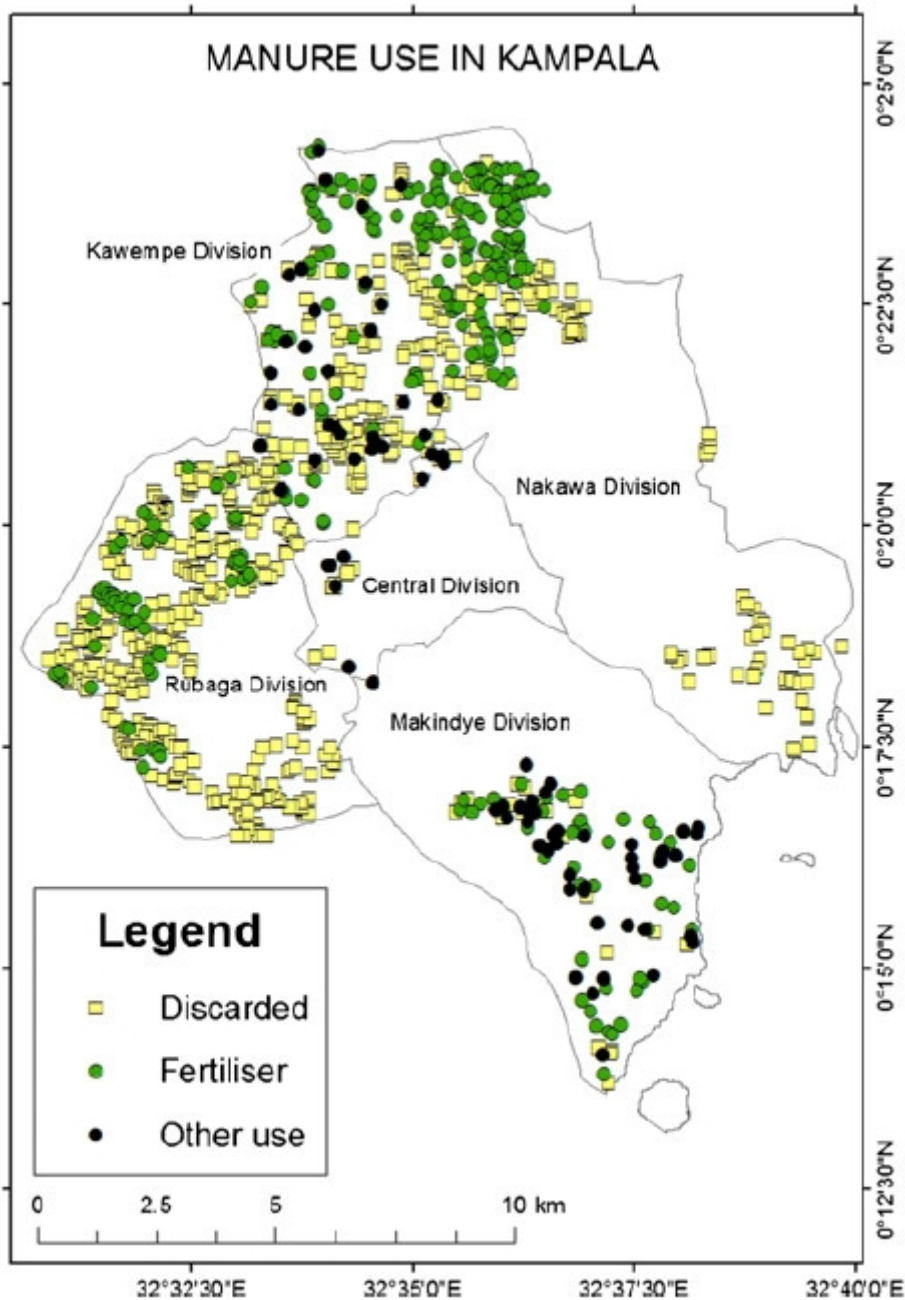 MANURE USE IN KAMPALA
0°25'0"N
Kawempe Division
0°22'30"N
Nakawa Division
0°20'0"N
Central Division
Rubaga Division
Makindye Division
0°17'30"N
Legend
0°15'0"N
Discarded
Fertiliser
Other use
0°12'30"N
0 2.5 5 10 km
32°32'30"E 32°35'0"E 32°37'30"E 32°40'0"E